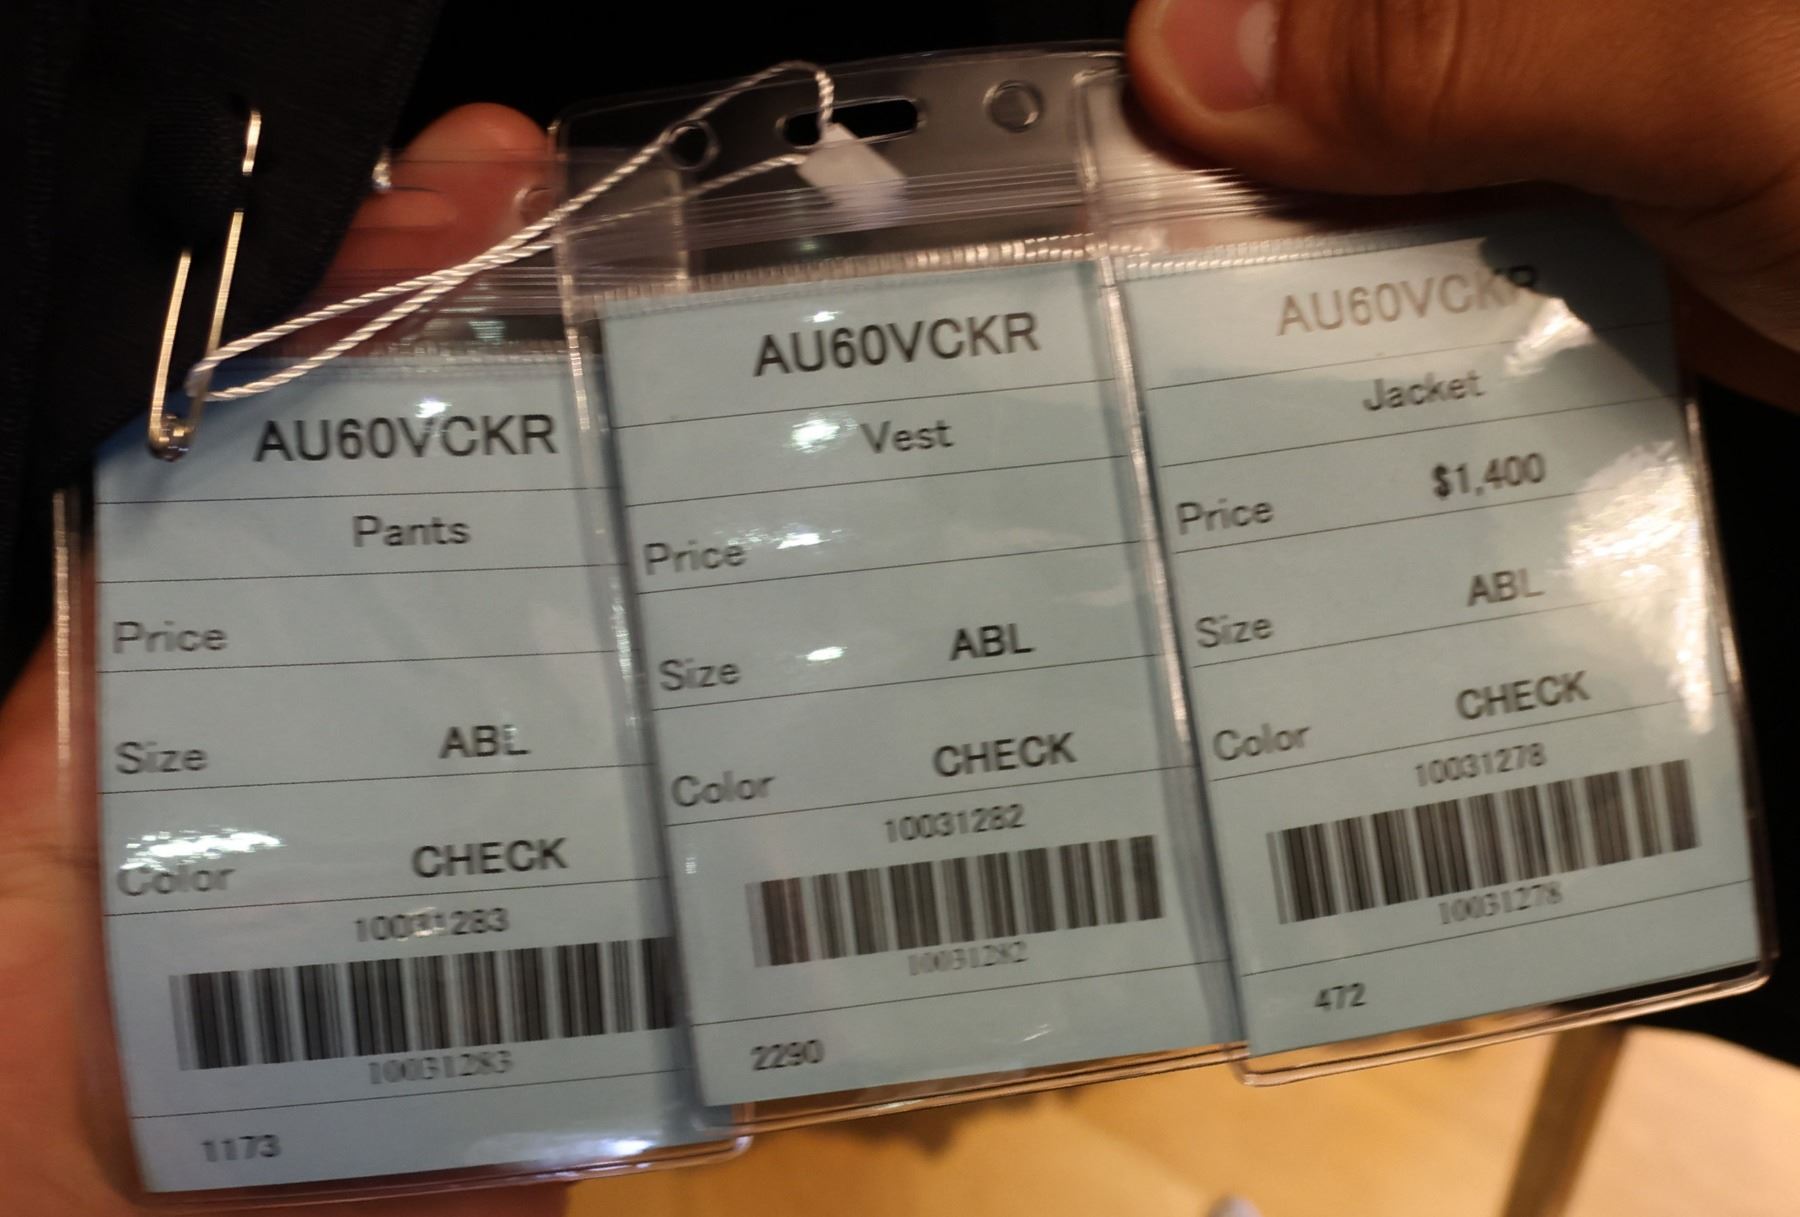 AU60VCKR
Pants
Price
Size ABL
Color CHECK
10031283
10031283
1173
AU60VCKR
Vest
Price
Size ABL
Color CHECK
10031282
10031282
2290
AU60VCKR
Jacket
Price $1,400
Size ABL
Color CHECK
10031278
10031278
472